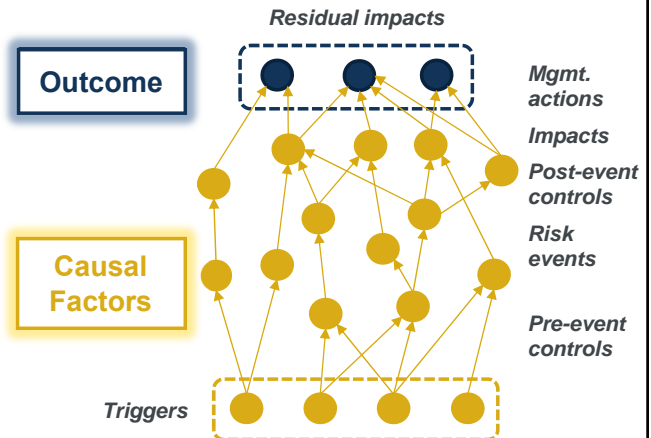 Residual impacts
Outcome
Mgmt.
actions
Impacts
Post-event
controls
Risk
events
Causal
Factors
Pre-event
controls
Triggers